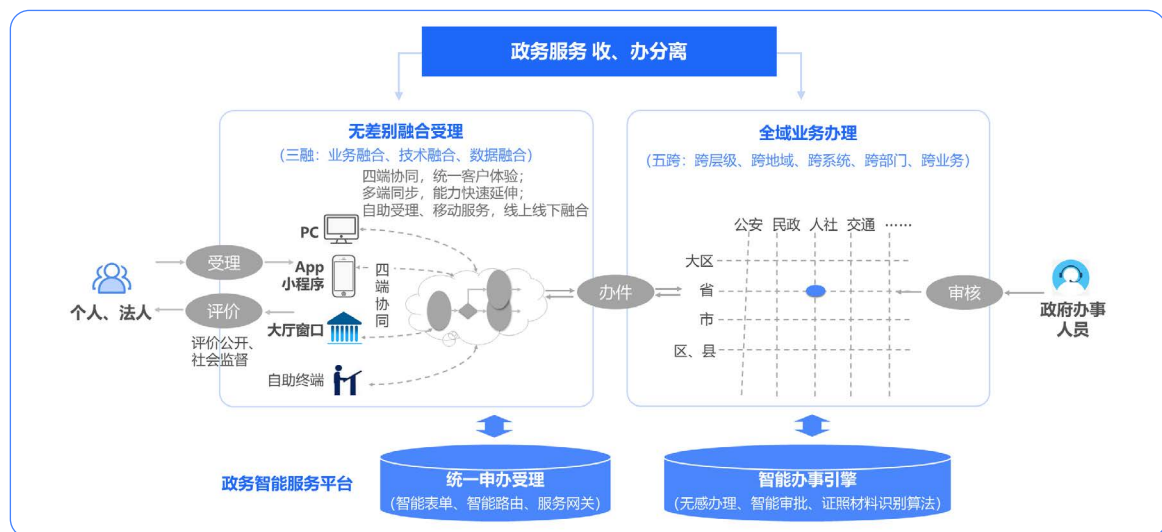 政务服务 收、办分离
无差别融合受理
（三融：业务融合、技术融合、数据融合）
四端协同，统一客户体验；
多端同步，能力快速延伸；
自助受理、移动服务，线上线下融合
PC
App
小程序
大厅窗口
自助终端
四端协同
受理
评价
个人、法人
评价公开、
社会监督
办件
全域业务办理
（五跨：跨层级、跨地域、跨系统、跨部门、跨业务）
公安 民政 人社 交通 ……
大区
省
市
区、县
审核
政府办事
人员
政务智能服务平台
统一申办受理
（智能表单、智能路由、服务网关）
智能办事引擎
（无感办理、智能审批、证照材料识别算法）